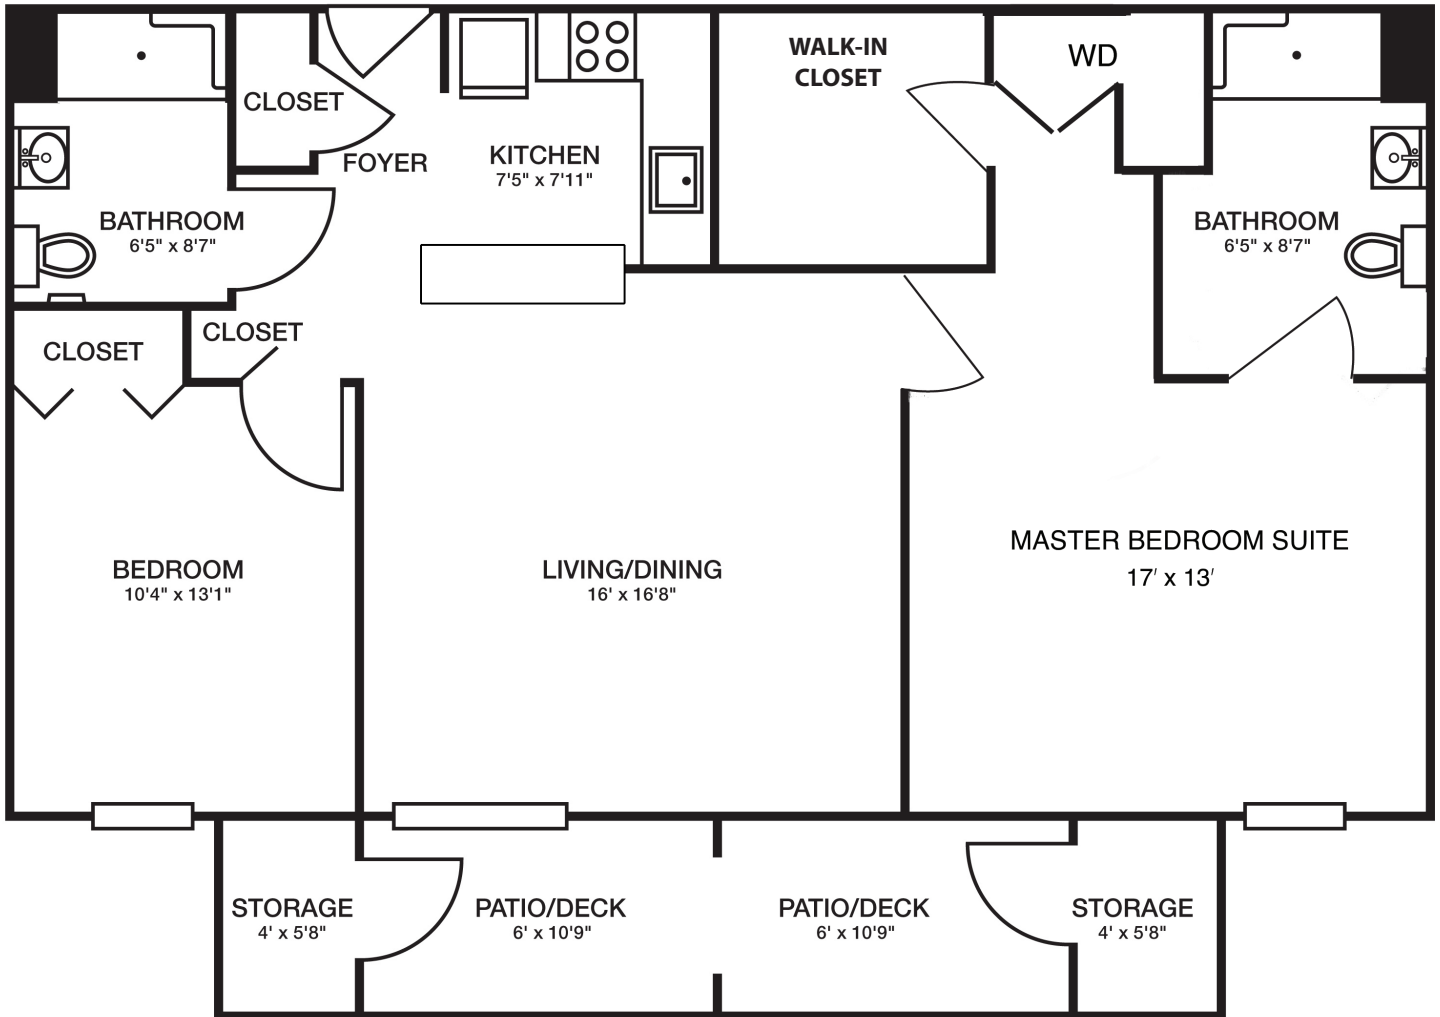 WALK-IN
CLOSET
WD
CLOSET
FOYER
KITCHEN
7'5" x 7'11"
BATHROOM
6'5" x 8'7"
BATHROOM
6'5" x 8'7"
CLOSET
CLOSET
BEDROOM
10'4" x 13'1"
LIVING/DINING
16' x 16'8"
MASTER BEDROOM SUITE
17' x 13'
STORAGE
4' x 5'8"
PATIO/DECK
6' x 10'9"
PATIO/DECK
6' x 10'9"
STORAGE
4' x 5'8"